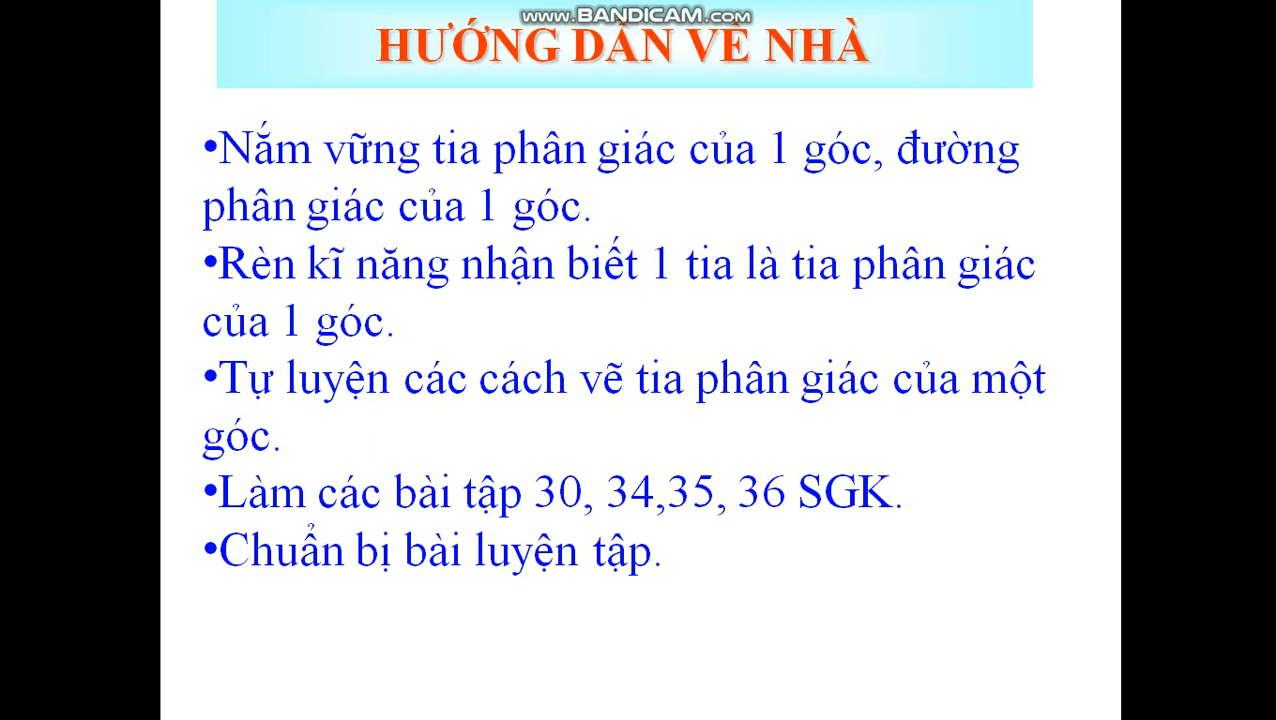 www.BANDICAM.com
HƯỚNG DẪN VỀ NHÀ
•Nắm vững tia phân giác của 1 góc, đường
phân giác của 1 góc.
•Rèn kĩ năng nhận biết 1 tia là tia phân giác
của 1 góc.
•Tự luyện các cách vẽ tia phân giác của một
góc.
•Làm các bài tập 30, 34,35, 36 SGK.
•Chuẩn bị bài luyện tập.